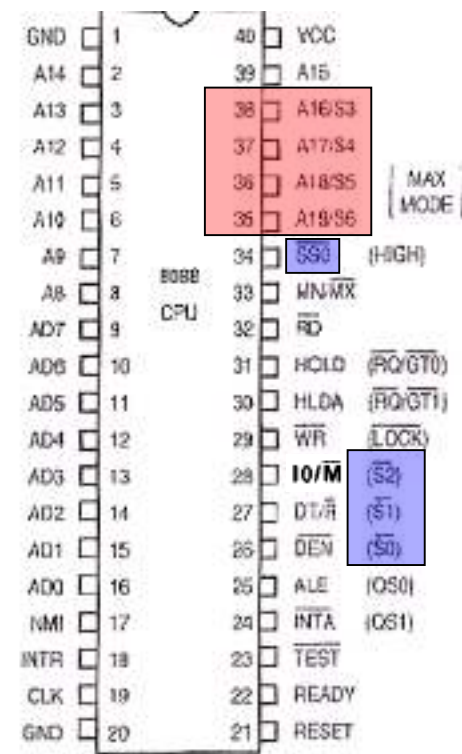 GND 1 40 VCC
A14 2 39 A15
A13 3 38 A16/S3
A12 4 37 A17/S4
A11 5 36 A18/S5 MAX
A10 6 35 A19/S6 MODE
A9 7 34 SS0 (HIGH)
A8 8 8088 33 MN/MX
AD7 9 CPU 32 RD
AD6 10 31 HOLD (RQ/GT0)
AD5 11 30 HLDA (RQ/GT1)
AD4 12 29 WR (LOCK)
AD3 13 28 IO/M (S2)
AD2 14 27 DT/R (S1)
AD1 15 26 DEN (S0)
AD0 16 25 ALE (QS0)
NMI 17 24 INTA (QS1)
INTR 18 23 TEST
CLK 19 22 READY
GND 20 21 RESET